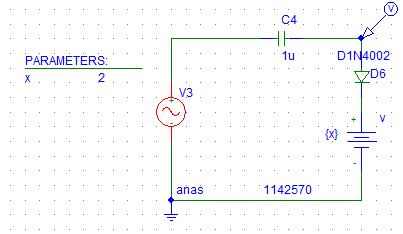 V
C4
PARAMETERS:
1u
D1N4002
x 2
D6
V3
+
+
v
{x}
-
-
anas 1142570